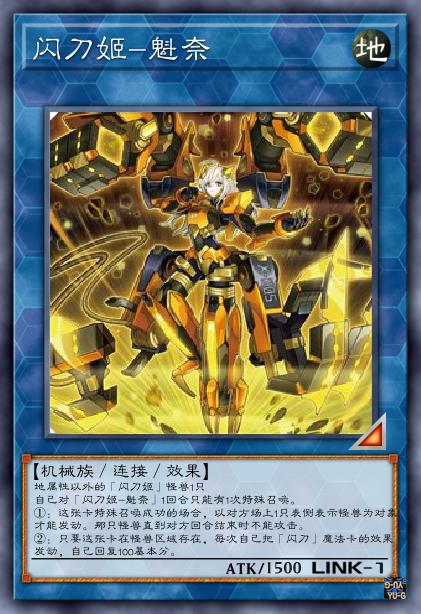 闪刀姬-魁奈
地
【机械族／连接／效果】
地属性以外的「闪刀姬」怪兽1只
自己对「闪刀姬-魁奈」1回合只能有1次特殊召唤。
①：这张卡特殊召唤成功的场合，以对方场上1只表侧表示怪兽为对象
才能发动。那只怪兽直到对方回合结束时不能攻击。
②：只要这张卡在怪兽区域存在，每次自己把「闪刀」魔法卡的效果
发动，自己回复100基本分。
ATK/1500 LINK-1